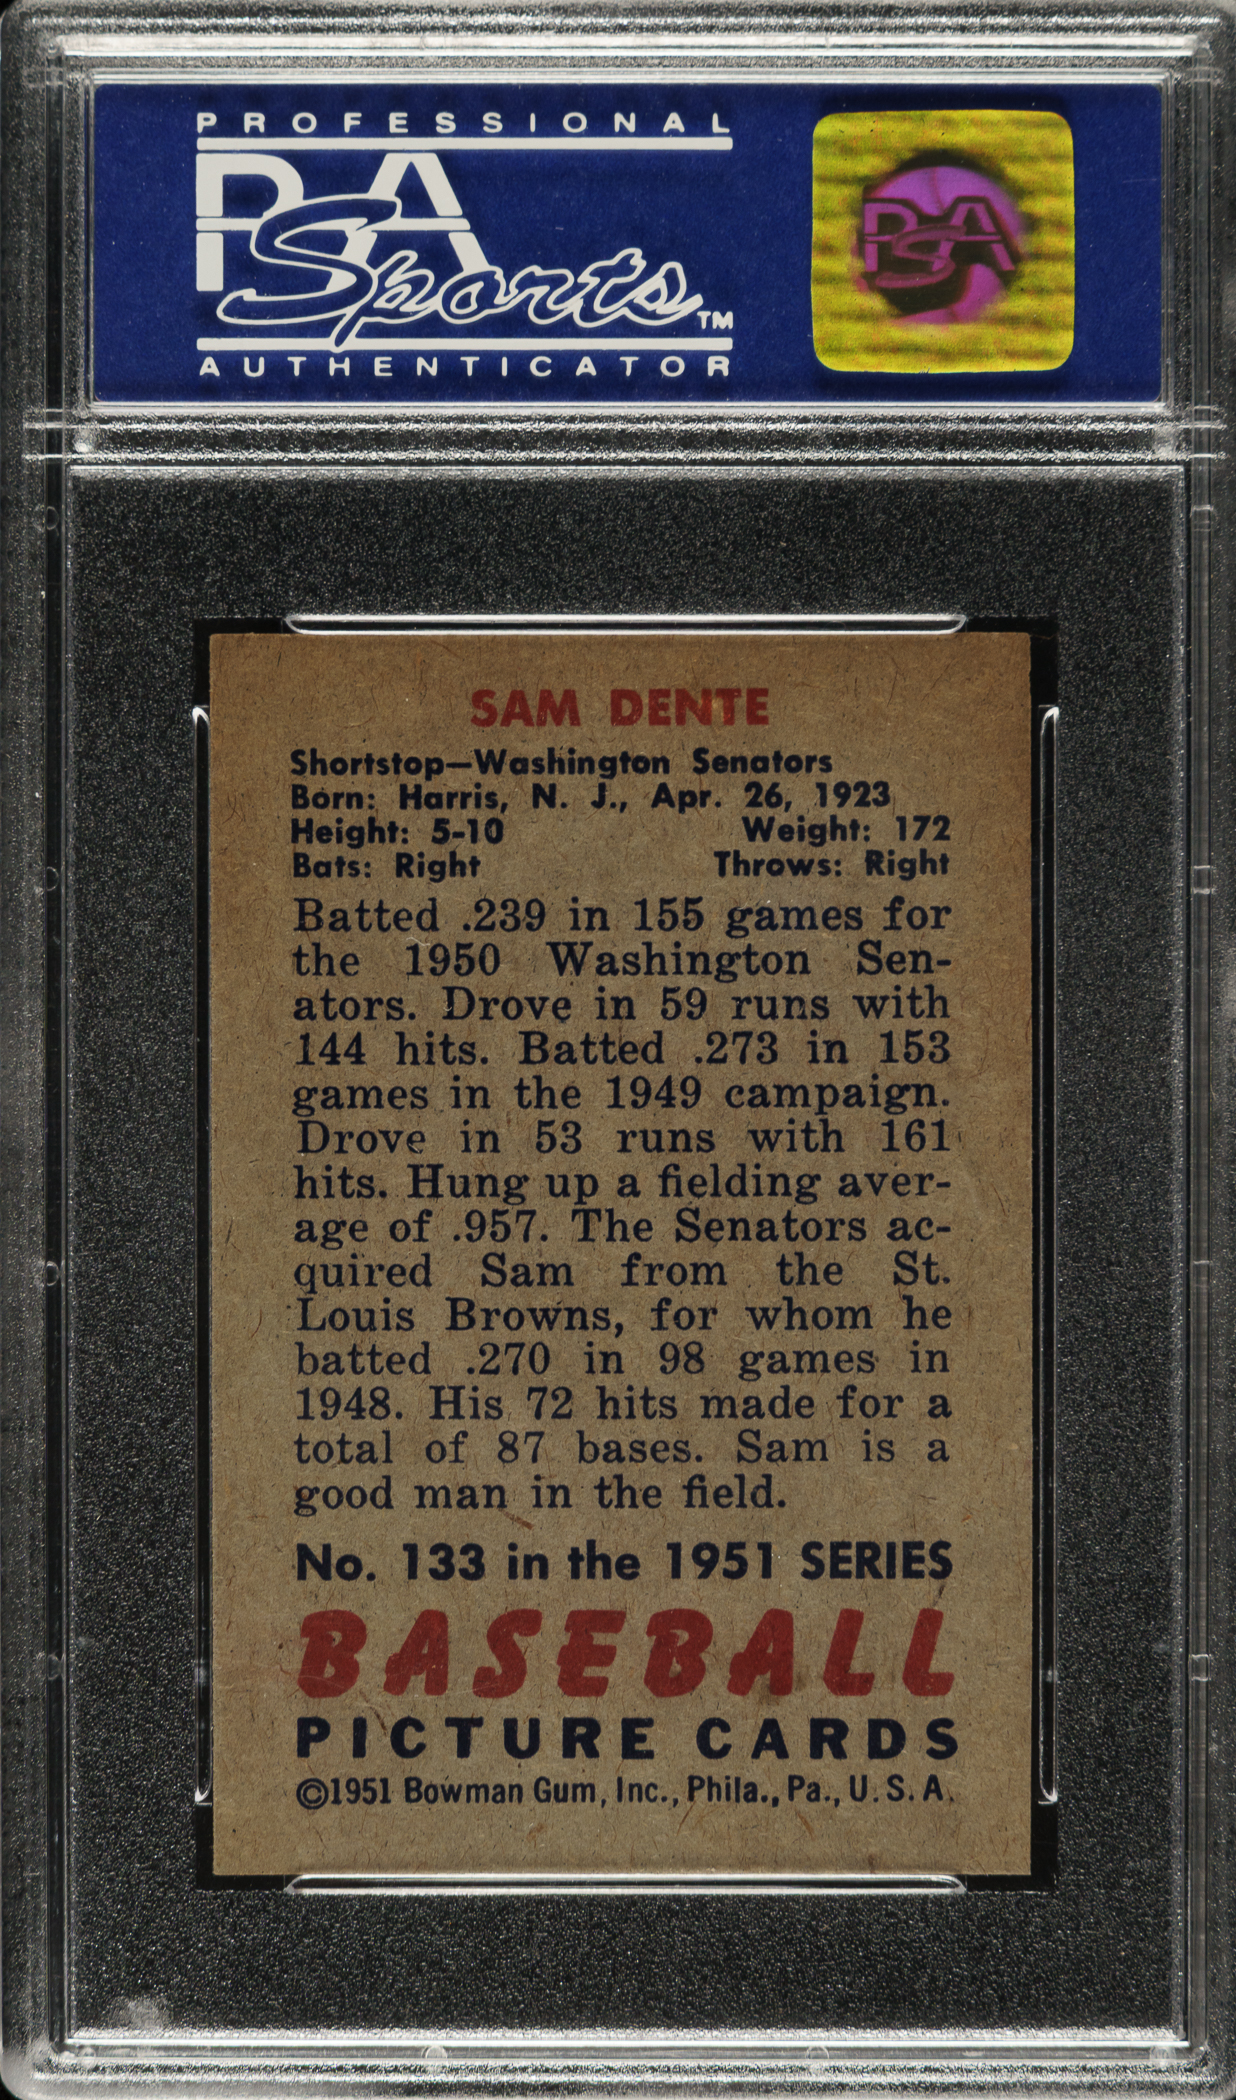 PROFESSIONAL
PSA
Sports™
AUTHENTICATOR
PSA
SAM DENTE
Shortstop—Washington Senators
Born: Harris, N. J., Apr. 26, 1923
Height: 5-10 Weight: 172
Bats: Right Throws: Right
Batted .239 in 155 games for
the 1950 Washington Sen-
ators. Drove in 59 runs with
144 hits. Batted .273 in 153
games in the 1949 campaign.
Drove in 53 runs with 161
hits. Hung up a fielding aver-
age of .957. The Senators ac-
quired Sam from the St.
Louis Browns, for whom he
batted .270 in 98 games in
1948. His 72 hits made for a
total of 87 bases. Sam is a
good man in the field.
No. 133 in the 1951 SERIES
BASEBALL
PICTURE CARDS
©1951 Bowman Gum, Inc., Phila., Pa., U. S. A.